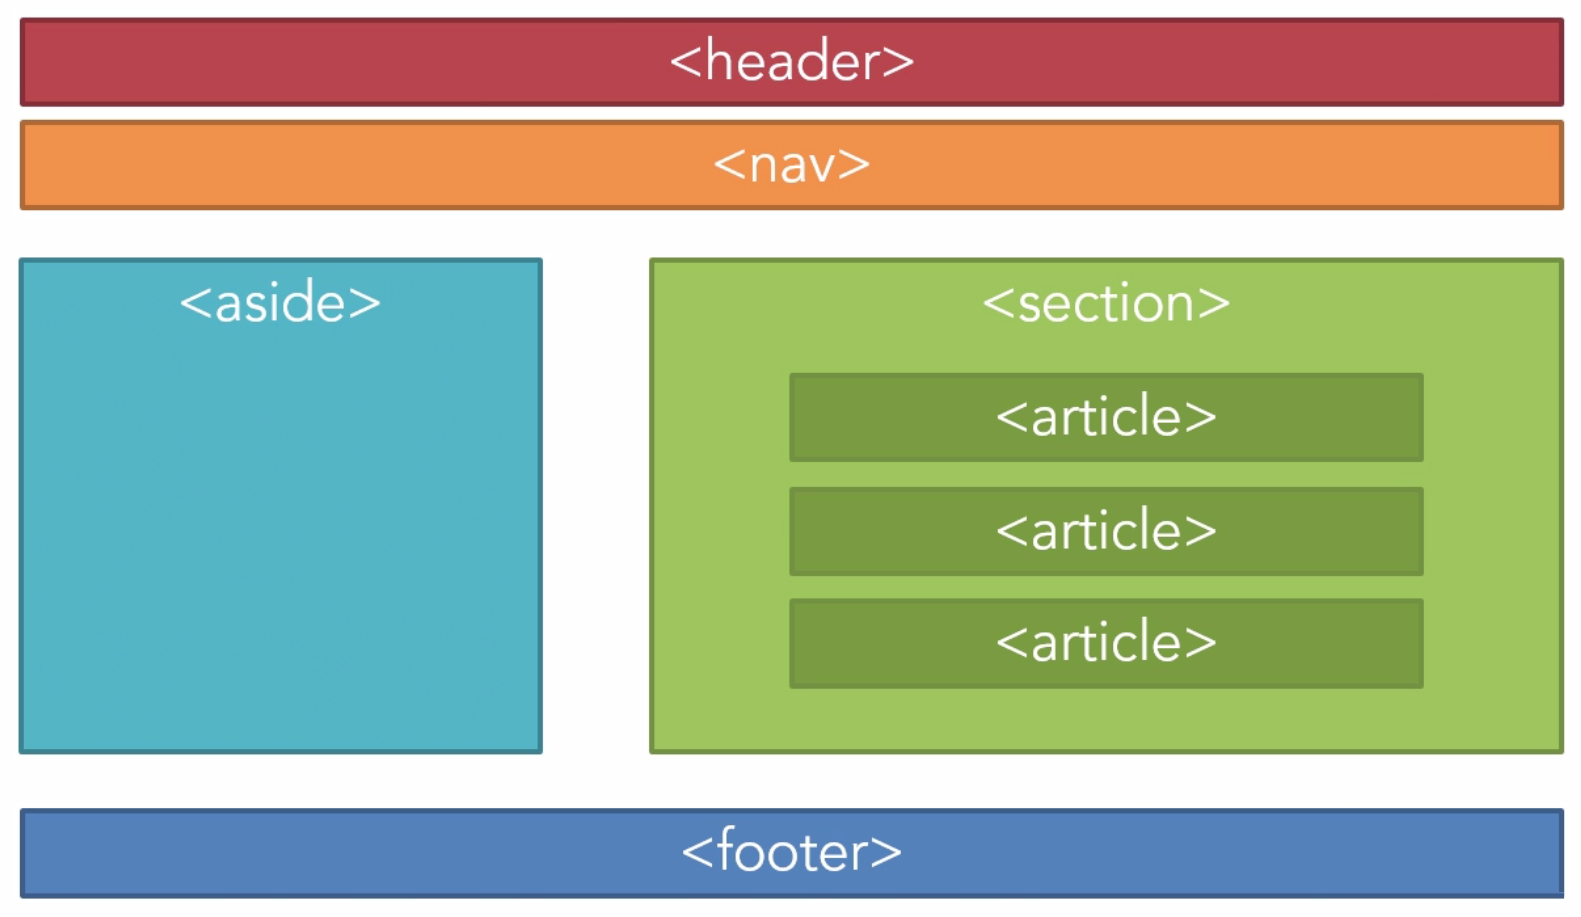 <header>
<nav>
<aside>
<section>
<article>
<article>
<article>
<footer>